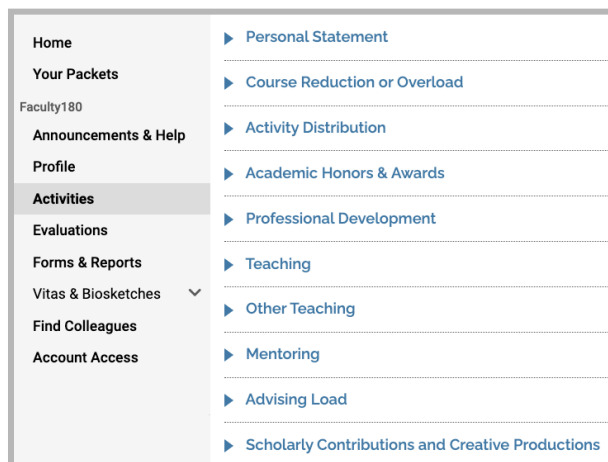 Home
Your Packets
Faculty180
Announcements & Help
Profile
Activities
Evaluations
Forms & Reports
Vitas & Biosketches
Find Colleagues
Account Access
Personal Statement
Course Reduction or Overload
Activity Distribution
Academic Honors & Awards
Professional Development
Teaching
Other Teaching
Mentoring
Advising Load
Scholarly Contributions and Creative Productions